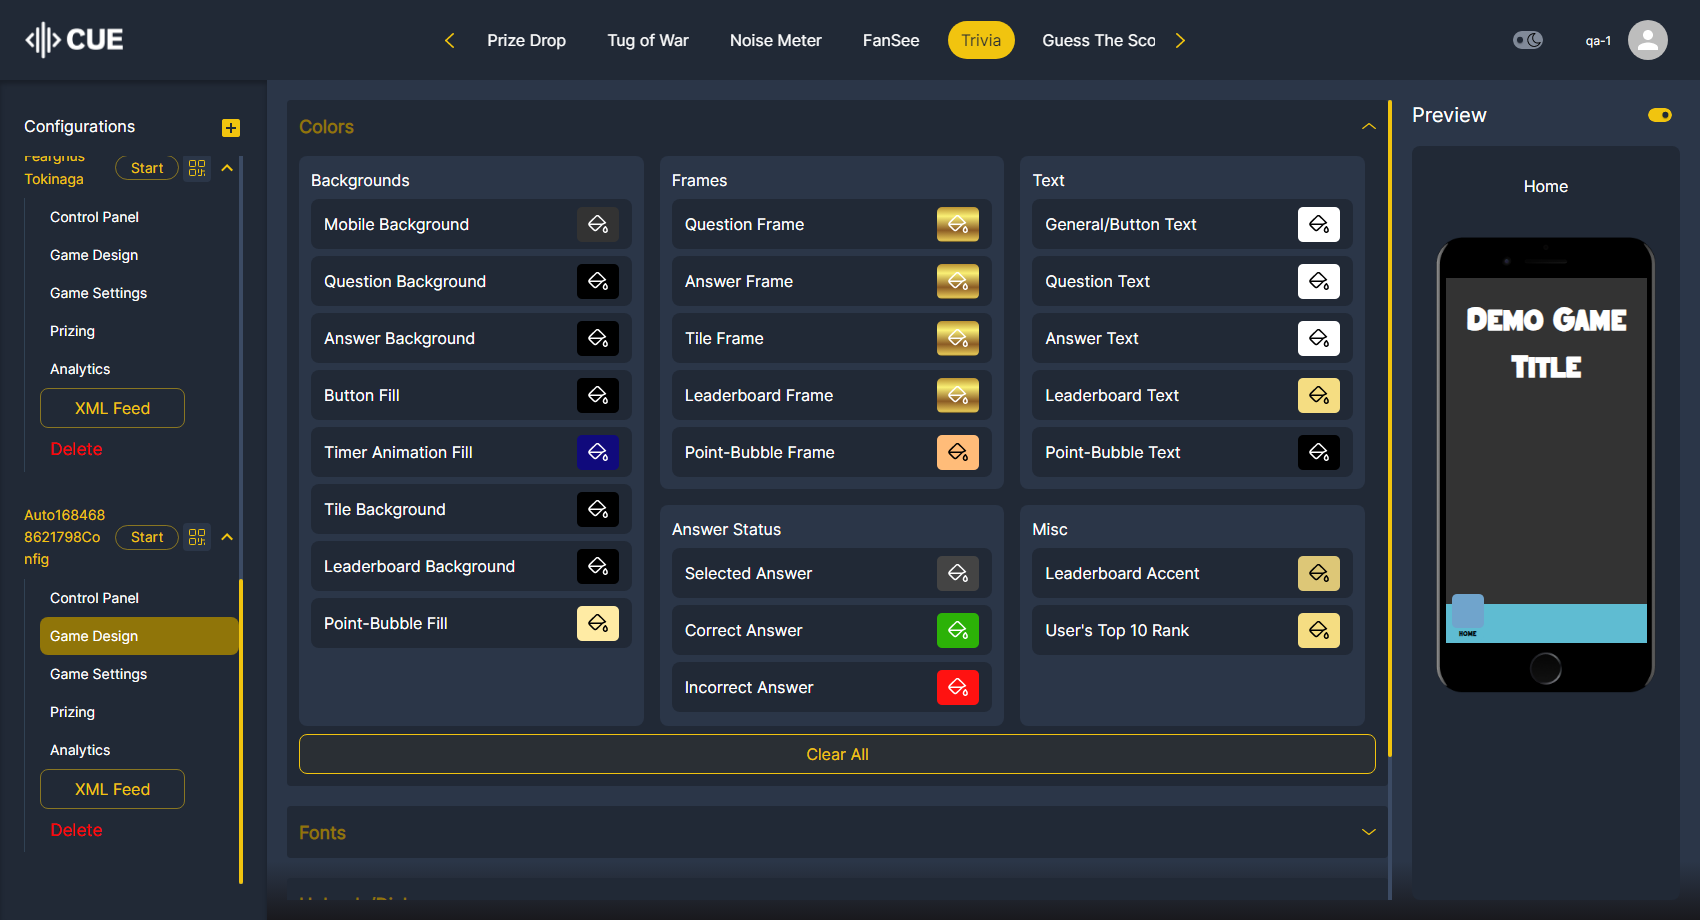 CUE
Prize Drop
Tug of War
Noise Meter
FanSee
Trivia
Guess The Sco
qa-1
Configurations
Tokinaga
Start
Control Panel
Game Design
Game Settings
Prizing
Analytics
XML Feed
Delete
Auto168468
8621798Co
nfig
Start
Control Panel
Game Design
Game Settings
Prizing
Analytics
XML Feed
Delete
Colors
Backgrounds
Mobile Background
Question Background
Answer Background
Button Fill
Timer Animation Fill
Tile Background
Leaderboard Background
Point-Bubble Fill
Frames
Question Frame
Answer Frame
Tile Frame
Leaderboard Frame
Point-Bubble Frame
Text
General/Button Text
Question Text
Answer Text
Leaderboard Text
Point-Bubble Text
Answer Status
Selected Answer
Correct Answer
Incorrect Answer
Misc
Leaderboard Accent
User's Top 10 Rank
Clear All
Fonts
Preview
Home
Demo Game
Title
HOME